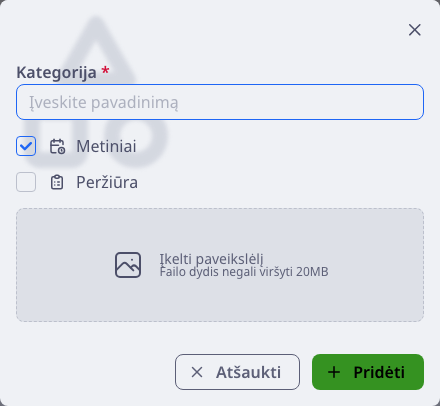 Kategorija *
Įveskite pavadinimą
Metiniai
Peržiūra
Įkelti paveikslėlį
Failo dydis negali viršyti 20MB
Atšaukti
Pridėti